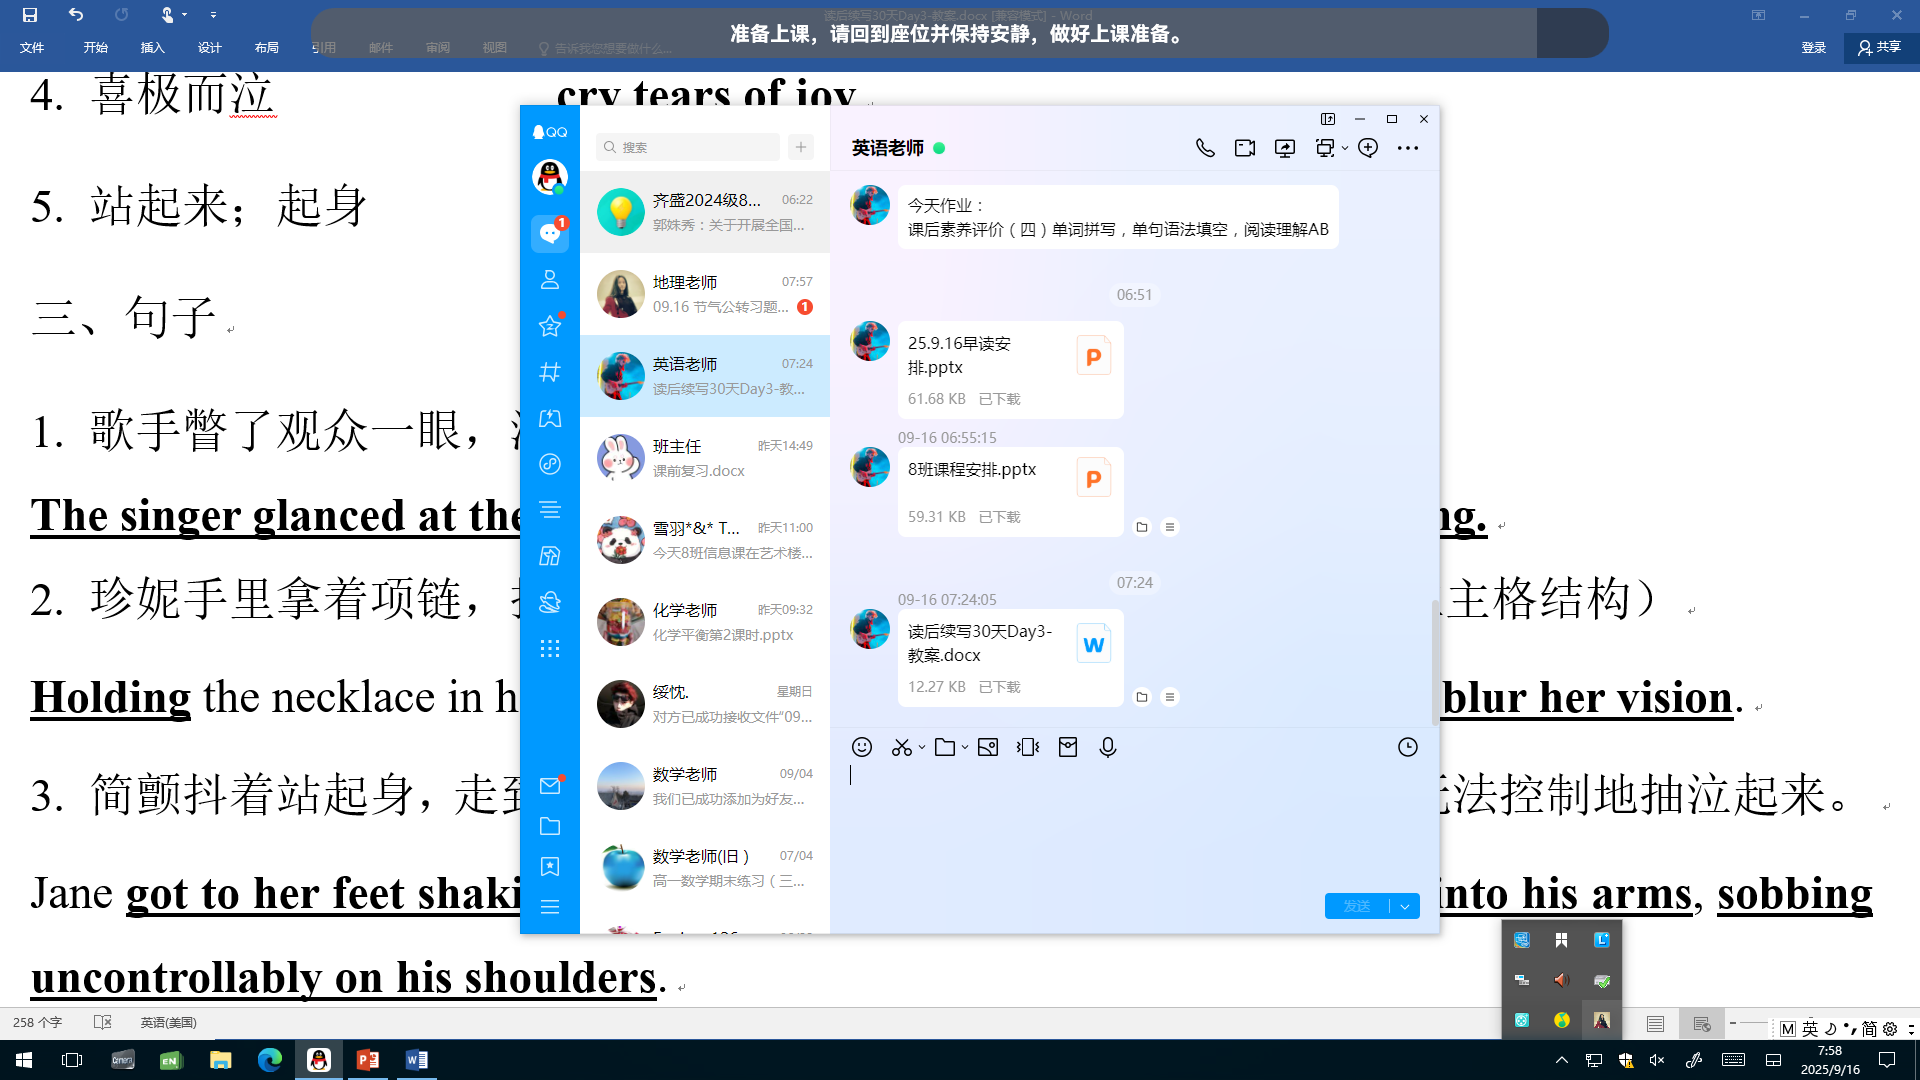 读后续写30天Day3-教案.docx [兼容模式] - Word
准备上课，请回到座位并保持安静，做好上课准备。
文件 开始 插入 设计 布局 引用 邮件 审阅 视图 告诉我您想要做什么... 登录 共享
4. 喜极而泣 cry tears of joy
5. 站起来；起身
三、句子
1. 歌手瞥了观众一眼，
The singer glanced at the ng.
2. 珍妮手里拿着项链， 主格结构）
Holding the necklace in h blur her vision.
3. 简颤抖着站起身，走到 无法控制地抽泣起来。
Jane got to her feet shaki into his arms, sobbing
uncontrollably on his shoulders.
QQ
1
搜索
齐盛2024级8... 06:22
郭姝秀：关于开展全国...
地理老师 07:57
09.16 节气公转习题... 1
英语老师 07:24
读后续写30天Day3-教...
班主任 昨天14:49
课前复习.docx
雪羽*&* T... 昨天11:00
今天8班信息课在艺术楼...
化学老师 昨天09:32
化学平衡第2课时.pptx
绥忱. 星期日
对方已成功接收文件“09...
数学老师 09/04
我们已成功添加为好友...
数学老师(旧） 07/04
高一数学期末练习（三...
英语老师
今天作业：
课后素养评价（四）单词拼写，单句语法填空，阅读理解AB
06:51
25.9.16早读安
排.pptx
P
61.68 KB 已下载
09-16 06:55:15
8班课程安排.pptx
P
59.31 KB 已下载
07:24
09-16 07:24:05
读后续写30天Day3-
教案.docx
W
12.27 KB 已下载
发送
258 个字 英语(美国)
M 英 简
EN
7:58
2025/9/16